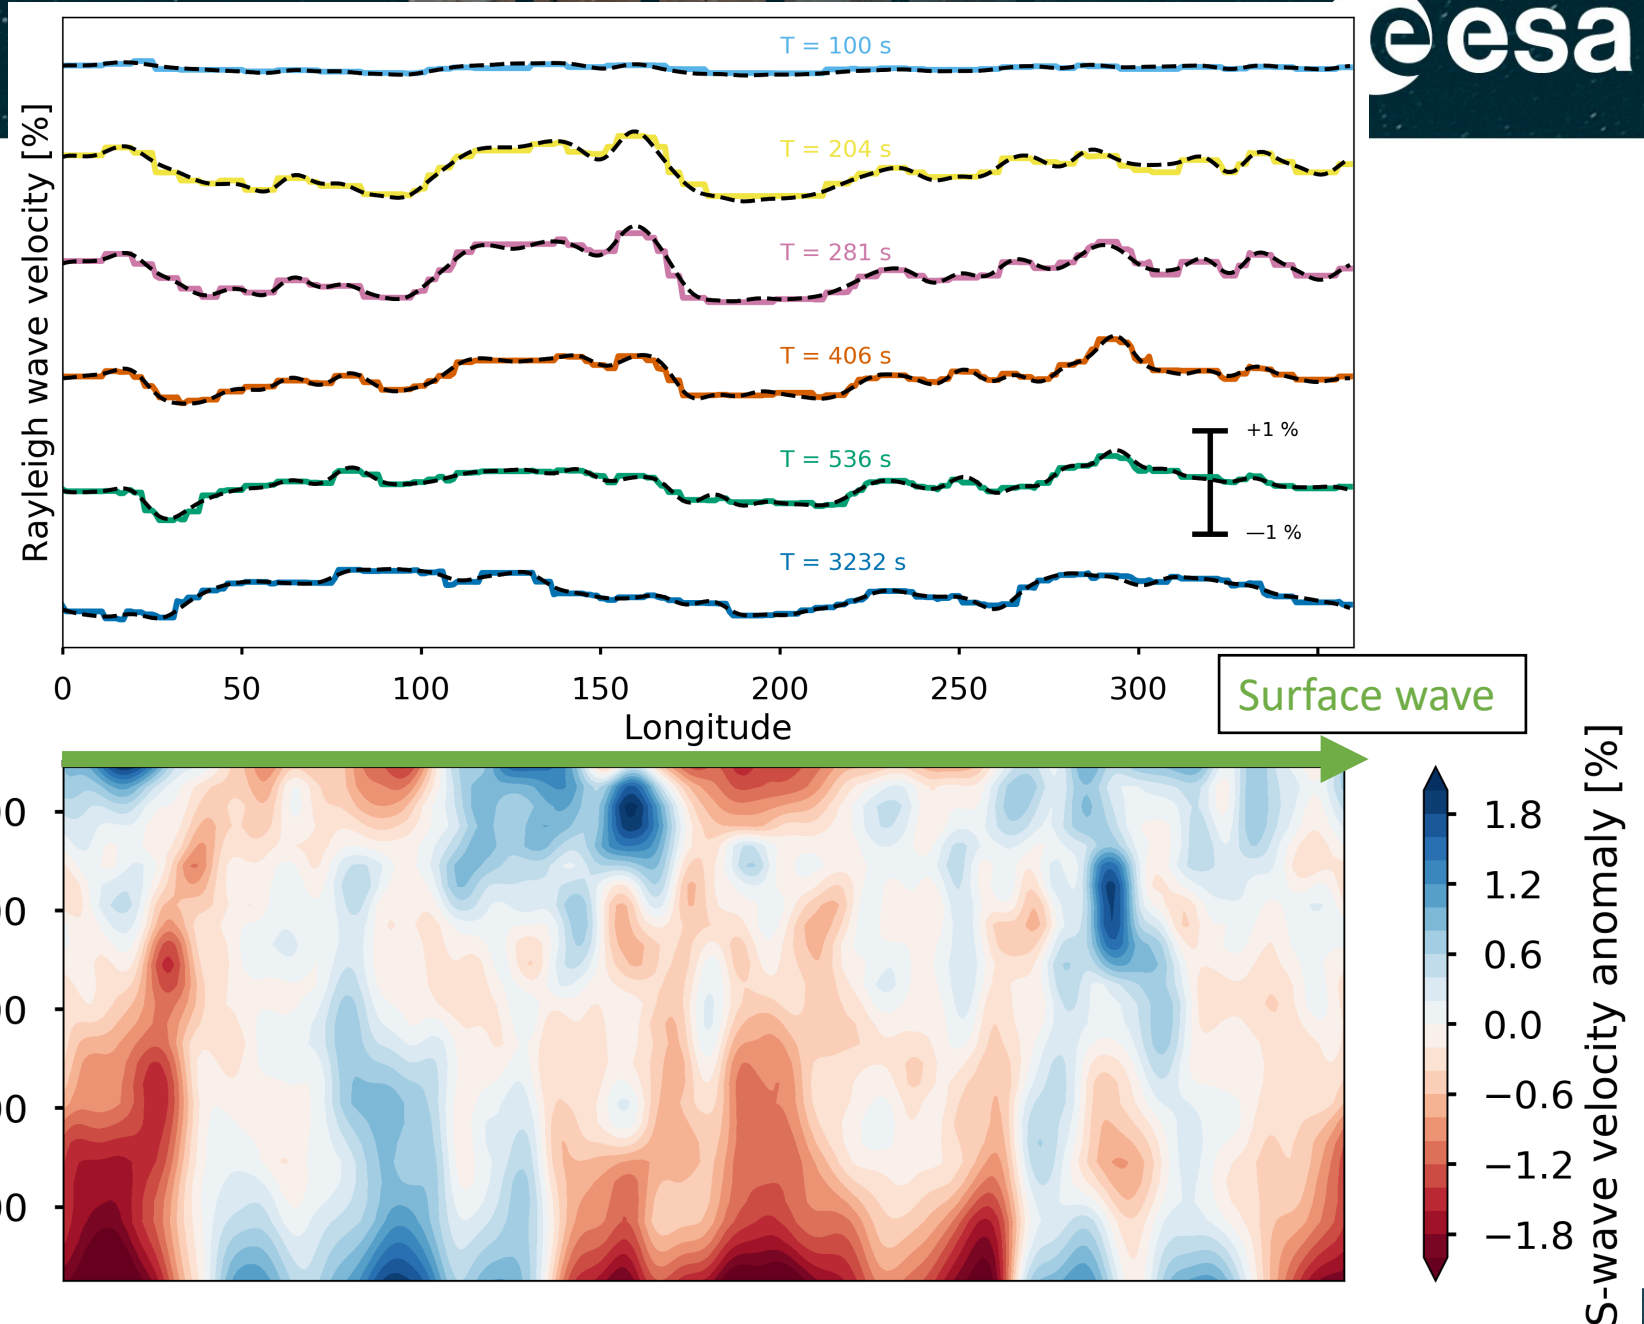 esa
T = 100 s
T = 204 s
T = 281 s
T = 406 s
T = 536 s
+1 %
—1 %
T = 3232 s
Rayleigh wave velocity [%]
0 50 100 150 200 250 300
Longitude
Surface wave
1.8
1.2
0.6
0.0
−0.6
−1.2
−1.8
S-wave velocity anomaly [%]